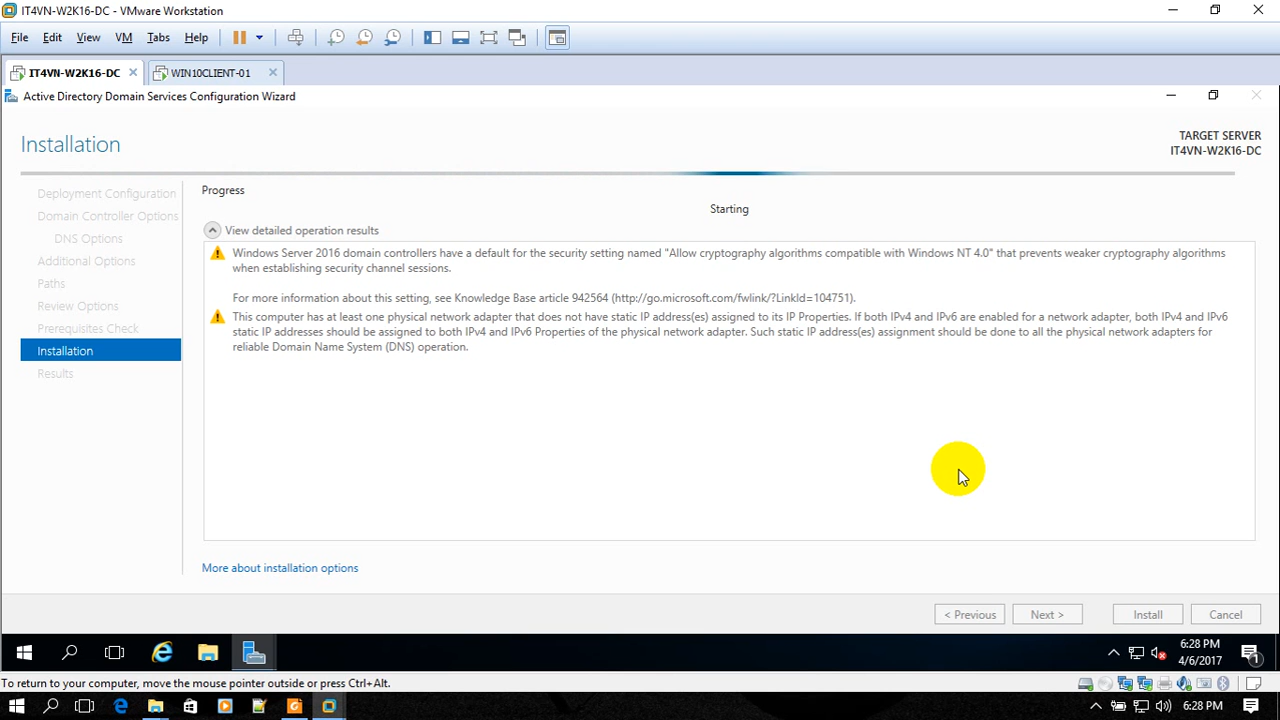 IT4VN-W2K16-DC - VMware Workstation
File Edit View VM Tabs Help
IT4VN-W2K16-DC WIN10CLIENT-01
Active Directory Domain Services Configuration Wizard
Installation
TARGET SERVER
IT4VN-W2K16-DC
Deployment Configuration
Domain Controller Options
DNS Options
Additional Options
Paths
Review Options
Prerequisites Check
Installation
Results
Progress
Starting
View detailed operation results
Windows Server 2016 domain controllers have a default for the security setting named "Allow cryptography algorithms compatible with Windows NT 4.0" that prevents weaker cryptography algorithms
when establishing security channel sessions.
For more information about this setting, see Knowledge Base article 942564 (http://go.microsoft.com/fwlink/?LinkId=104751).
This computer has at least one physical network adapter that does not have static IP address(es) assigned to its IP Properties. If both IPv4 and IPv6 are enabled for a network adapter, both IPv4 and IPv6
static IP addresses should be assigned to both IPv4 and IPv6 Properties of the physical network adapter. Such static IP address(es) assignment should be done to all the physical network adapters for
reliable Domain Name System (DNS) operation.
More about installation options
< Previous Next > Install Cancel
6:28 PM
4/6/2017
1
To return to your computer, move the mouse pointer outside or press Ctrl+Alt.
6:28 PM